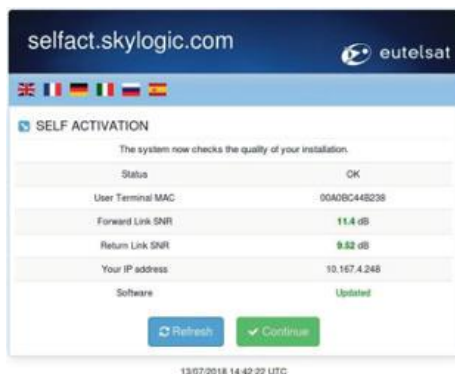 selfact.skylogic.com
eutelsat
SELF ACTIVATION
The system now checks the quality of your installation.
Status OK
User Terminal MAC 00A0BC44B238
Forward Link SNR 11.4 dB
Return Link SNR 9.52 dB
Your IP address 10.167.4.248
Software Updated
Refresh Continue
13/07/2018 14:42:22 UTC